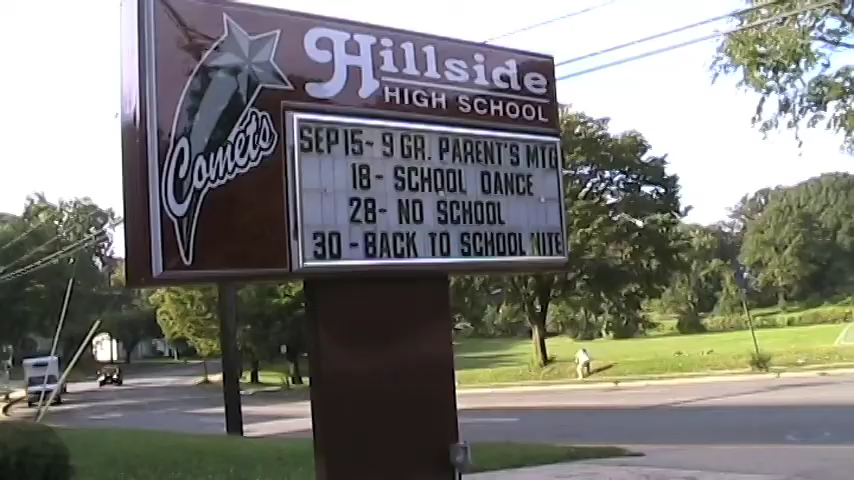 Hillside
HIGH SCHOOL
Comets
SEP 15- 9 GR. PARENT'S MTG
18- SCHOOL DANCE
28- NO SCHOOL
30- BACK TO SCHOOL NITE